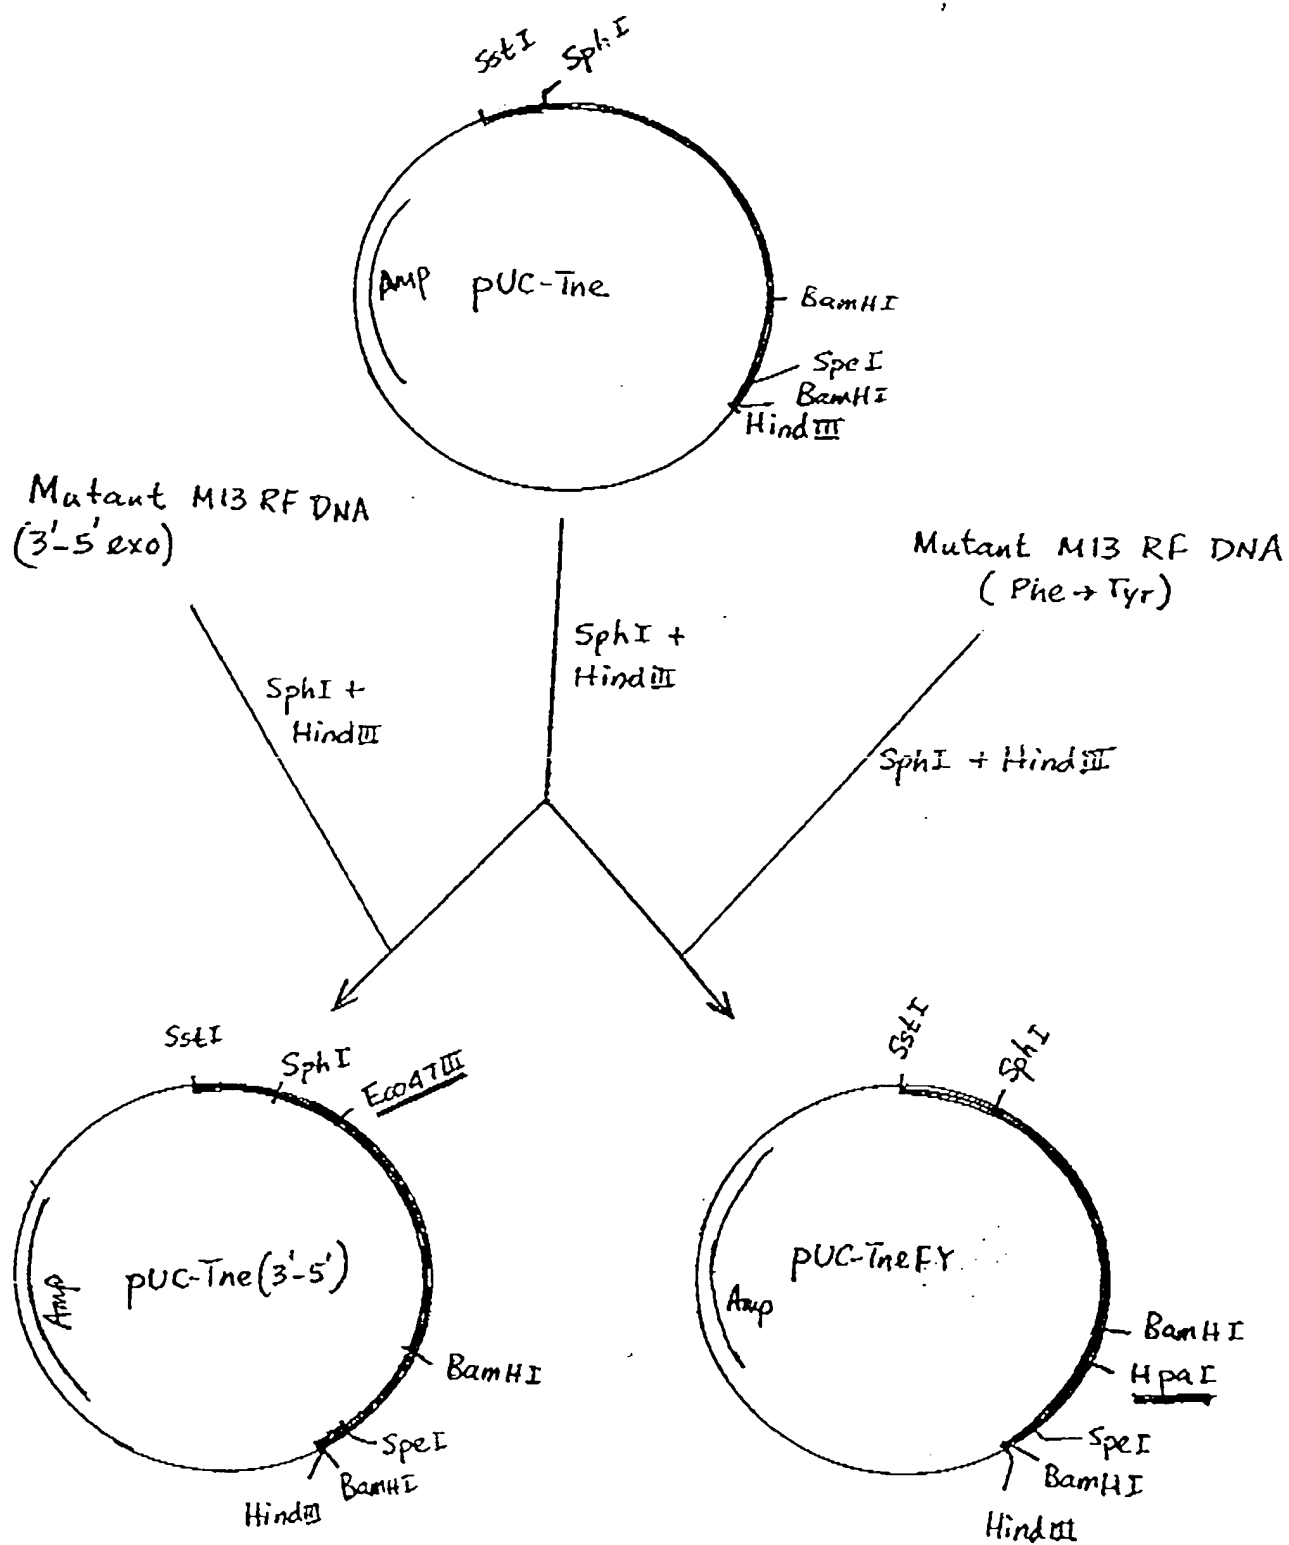 SstI
SphI
Amp
pUC-Tne
BamHI
SpeI
BamHI
HindIII
Mutant M13 RF DNA
(3'-5' exo)
Mutant M13 RF DNA
(Phe→Tyr)
SphI +
HindIII
SphI +
HindIII
SphI + HindIII
SstI
SphI
Eco47III
Amp
pUC-Tne(3'-5')
BamHI
SpeI
BamHI
HindIII
SstI
SphI
Amp
pUC-TneFY
BamHI
HpaI
SpeI
BamHI
HindIII